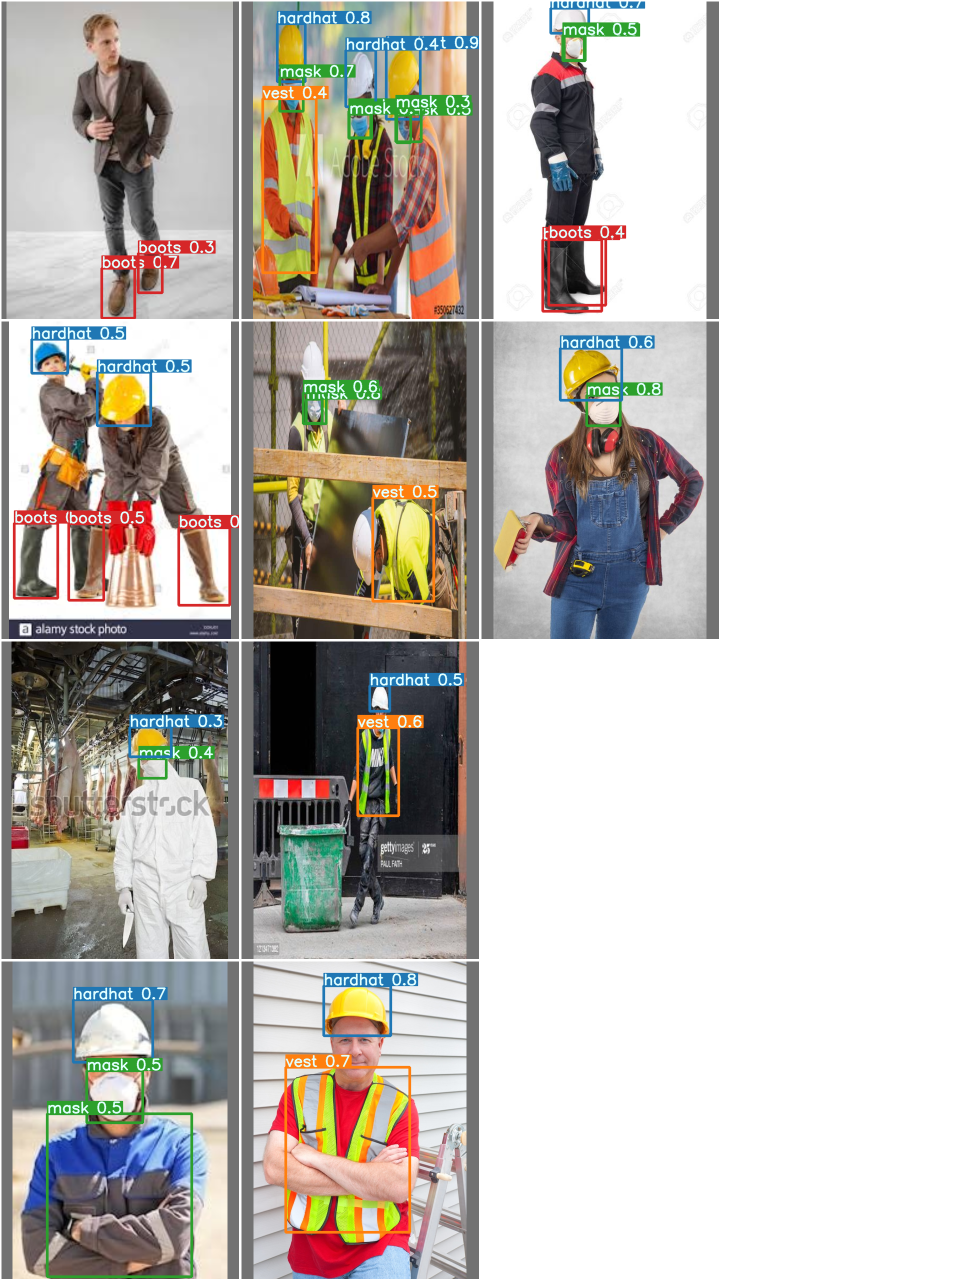 boots 0.3
boots 0.7
hardhat 0.8
hardhat 0.4
t 0.9
mask 0.7
vest 0.4
mask 0.3
mask
Adobe Stock
#350627432
hardhat 0.7
mask 0.5
boots 0.4
hardhat 0.5
hardhat 0.5
boots
boots 0.5
boots 0
a alamy stock photo
mask 0.6
mask 0.8
vest 0.5
hardhat 0.6
mask 0.8
hardhat 0.3
mask 0.4
shutterstock
hardhat 0.5
vest 0.6
gettyimages
PAUL FAITH
hardhat 0.7
mask 0.5
mask 0.5
hardhat 0.8
vest 0.7